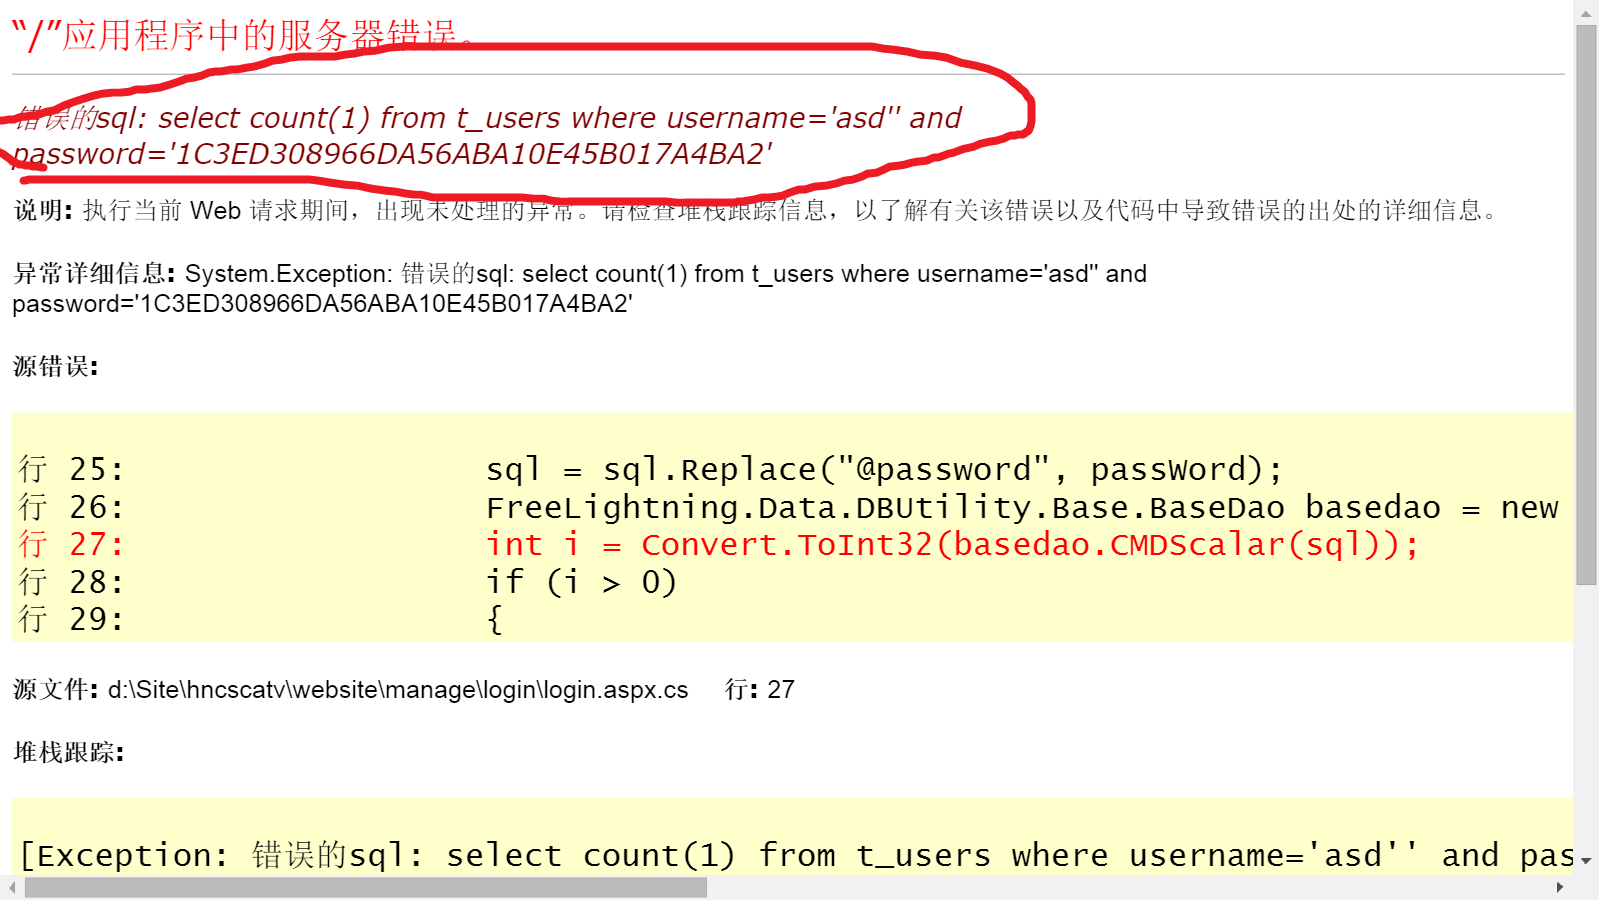 “/”应用程序中的服务器错误。
错误的sql: select count(1) from t_users where username='asd'' and
password='1C3ED308966DA56ABA10E45B017A4BA2'
说明: 执行当前 Web 请求期间，出现未处理的异常。请检查堆栈跟踪信息，以了解有关该错误以及代码中导致错误的出处的详细信息。
异常详细信息: System.Exception: 错误的sql: select count(1) from t_users where username='asd'' and
password='1C3ED308966DA56ABA10E45B017A4BA2'
源错误:
行 25: sql = sql.Replace("@password", passWord);
行 26: FreeLightning.Data.DBUtility.Base.BaseDao basedao = new
行 27: int i = Convert.ToInt32(basedao.CMDScalar(sql));
行 28: if (i > 0)
行 29: {
源文件: d:\Site\hncscatv\website\manage\login\login.aspx.cs 行: 27
堆栈跟踪:
[Exception: 错误的sql: select count(1) from t_users where username='asd'' and pas